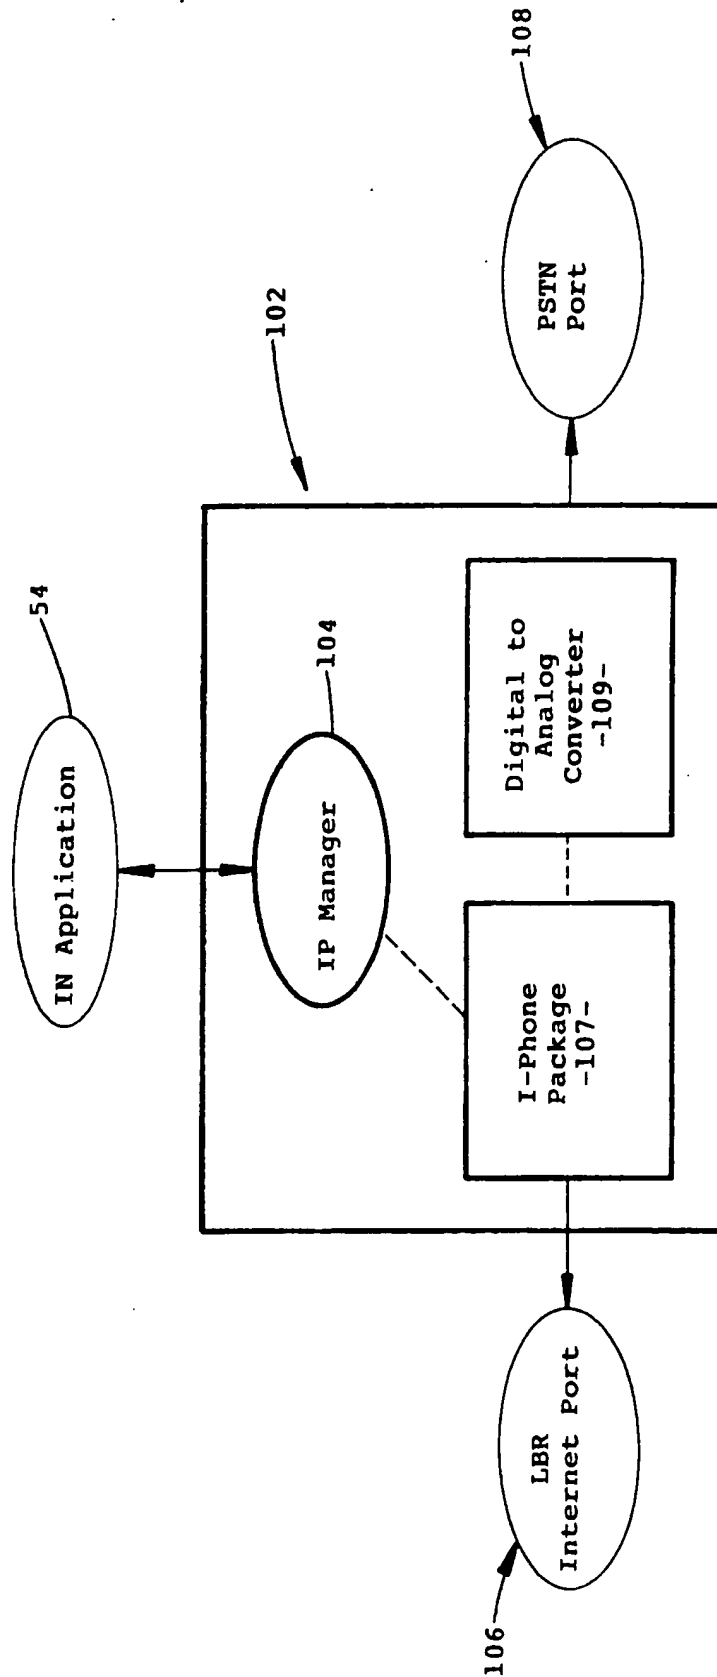 IN Application
54
102
IP Manager
104
108
PSTN
Port
Digital to
Analog
Converter
-109-
I-Phone
Package
-107-
LBR
Internet Port
106